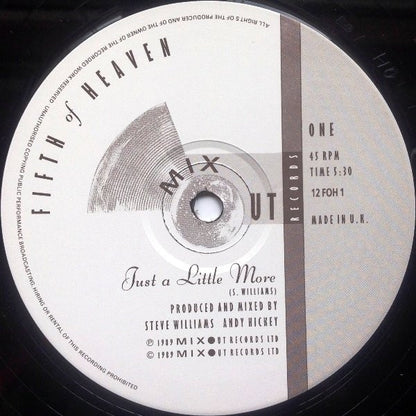 ALL RIGHTS OF THE PRODUCER AND OF THE OWNER OF THE RECORDED WORK RESERVED UNAUTHORISED COPYING PUBLIC PERFORMANCE BROADCASTING, HIRING OR RENTAL OF THIS RECORDING PROHIBITED
FIFTH of HEAVEN
MIX
UT
RECORDS
ONE
45 RPM
TIME 5:30
12 FOH 1
MADE IN U.K.
Just a Little More
(S. WILLIAMS)
PRODUCED AND MIXED BY
STEVE WILLIAMS ANDY HICKEY
℗ 1989 MIX●UT RECORDS LTD
© 1989 MIX●UT RECORDS LTD